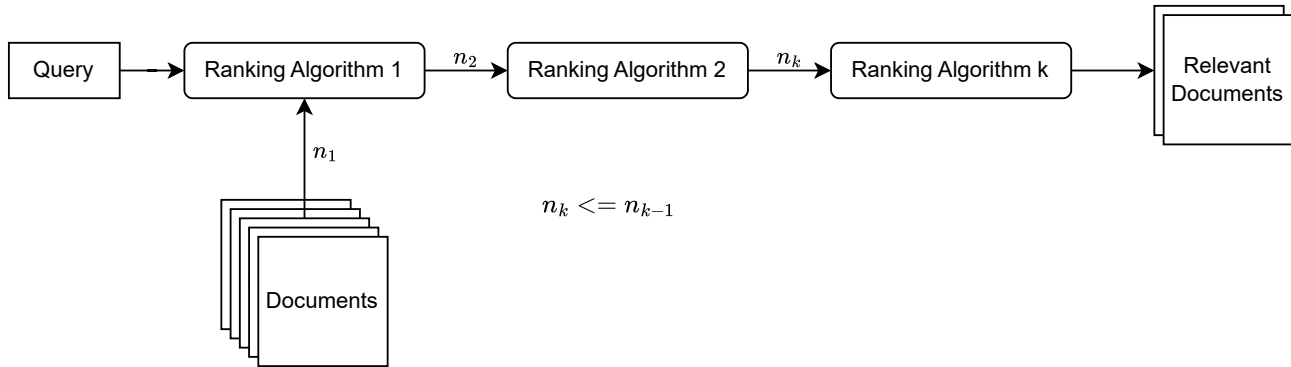 Query
Ranking Algorithm 1
n₂
Ranking Algorithm 2
nₖ
Ranking Algorithm k
Relevant
Documents
n₁
nₖ <= nₖ₋₁
Documents